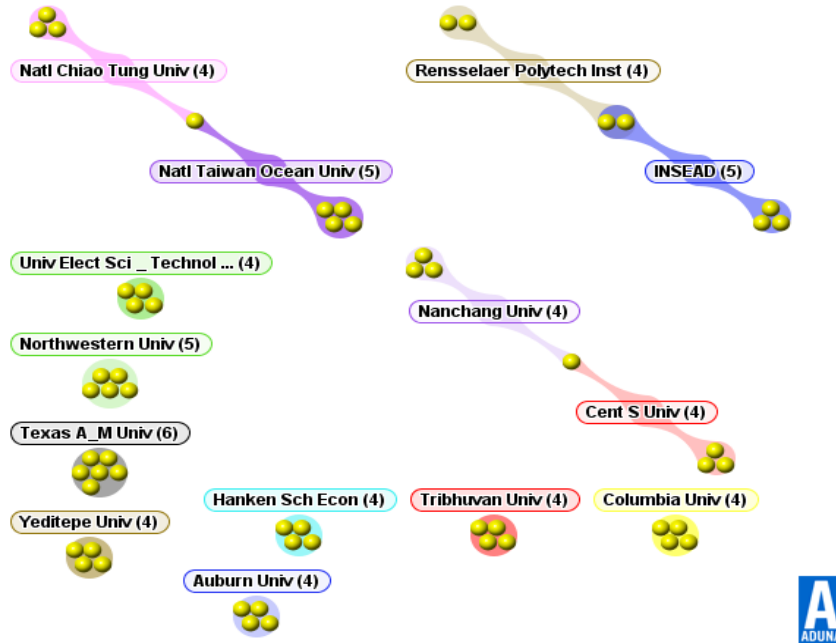 Natl Chiao Tung Univ (4)
Rensselaer Polytech Inst (4)
Natl Taiwan Ocean Univ (5)
INSEAD (5)
Univ Elect Sci _ Technol ... (4)
Nanchang Univ (4)
Northwestern Univ (5)
Cent S Univ (4)
Texas A_M Univ (6)
Hanken Sch Econ (4)
Tribhuvan Univ (4)
Columbia Univ (4)
Yeditepe Univ (4)
Auburn Univ (4)
A